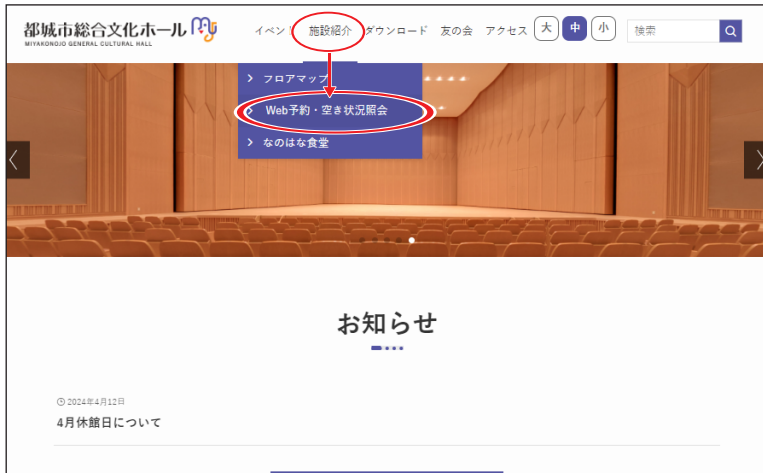 都城市総合文化ホール
MIYAKONOJO GENERAL CULTURAL HALL
イベント 施設紹介 ダウンロード 友の会 アクセス 大 中 小 検索
フロアマップ
Web予約・空き状況照会
なのはな食堂
お知らせ
2024年4月12日
4月休館日について